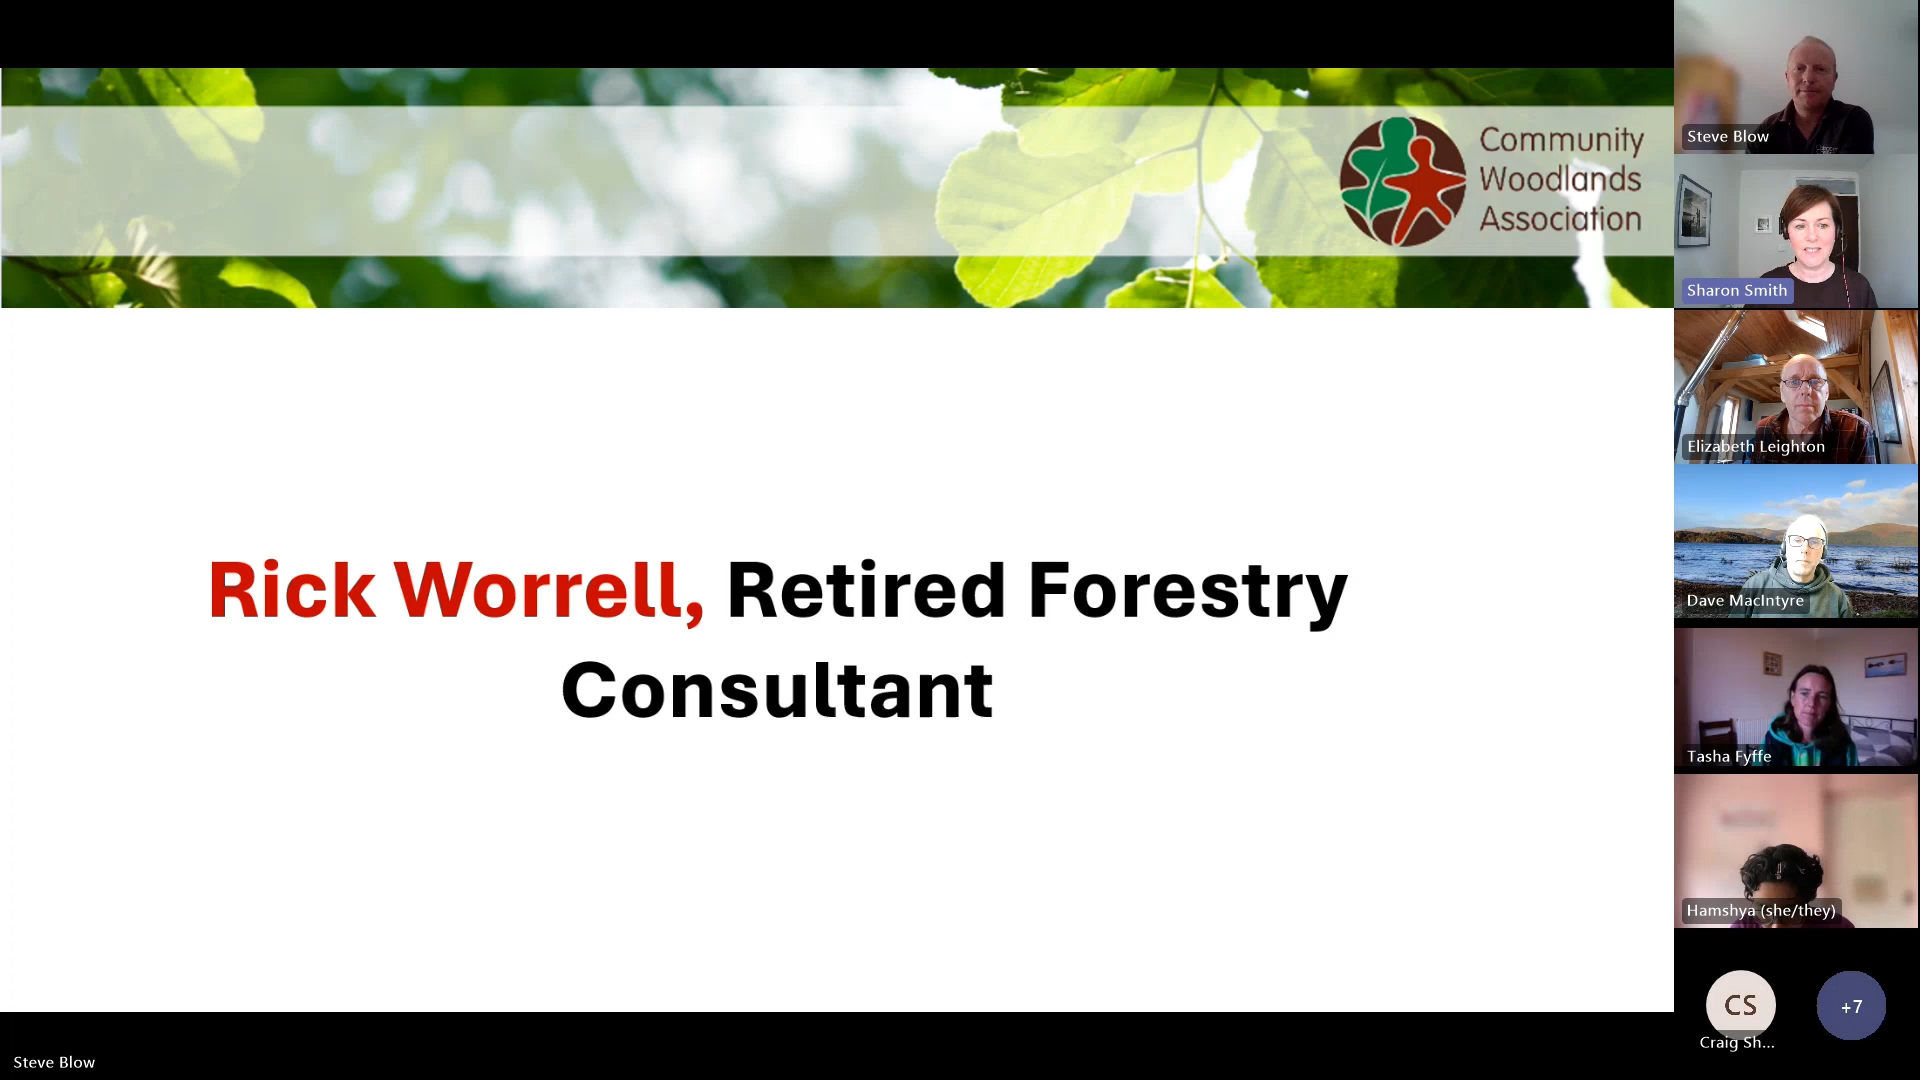 Community
Woodlands
Association
Rick Worrell, Retired Forestry
Consultant
Steve Blow
Sharon Smith
Elizabeth Leighton
Dave MacIntyre
Tasha Fyffe
Hamshya (she/they)
CS
+7
Craig Sh...
Steve Blow